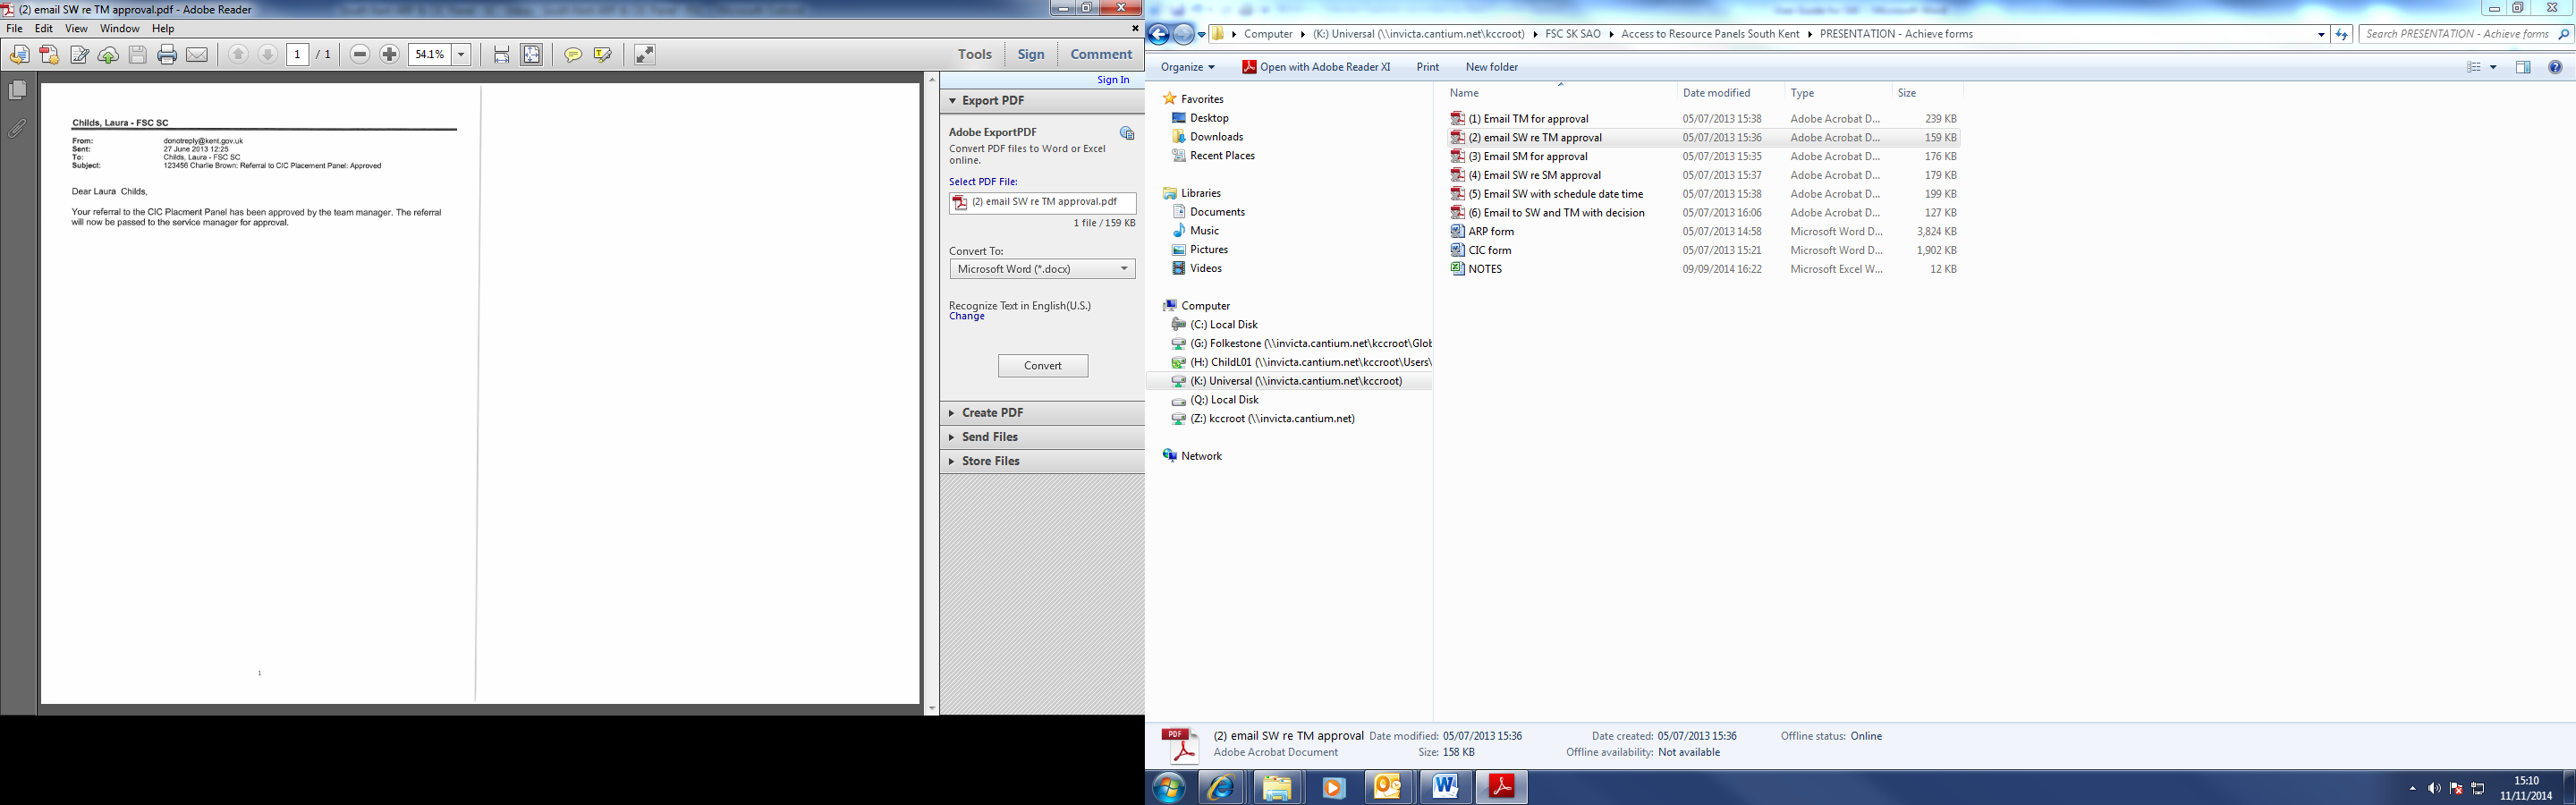 (2) email SW re TM approval.pdf - Adobe Reader
File Edit View Window Help
1 / 1 54.1% Tools Sign Comment
Sign In
Childs, Laura - FSC SC
From: donotreply@kent.gov.uk
Sent: 27 June 2013 12:25
To: Childs, Laura - FSC SC
Subject: 123456 Charlie Brown: Referral to CIC Placement Panel: Approved
Dear Laura Childs,
Your referral to the CIC Placment Panel has been approved by the team manager. The referral
will now be passed to the service manager for approval.
1
Export PDF
Adobe ExportPDF
Convert PDF files to Word or Excel
online.
Select PDF File:
(2) email SW re TM approval.pdf
1 file / 159 KB
Convert To:
Microsoft Word (*.docx)
Recognize Text in English(U.S.)
Change
Convert
Create PDF
Send Files
Store Files
Computer (K:) Universal (\\invicta.cantium.net\kccroot) FSC SK SAO Access to Resource Panels South Kent PRESENTATION - Achieve forms
Search PRESENTATION - Achieve forms
Organize Open with Adobe Reader XI Print New folder
Favorites
Desktop
Downloads
Recent Places
Libraries
Documents
Music
Pictures
Videos
Computer
(C:) Local Disk
(G:) Folkestone (\\invicta.cantium.net\kccroot\Glob
(H:) ChildL01 (\\invicta.cantium.net\kccroot\Users\
(K:) Universal (\\invicta.cantium.net\kccroot)
(Q:) Local Disk
(Z:) kccroot (\\invicta.cantium.net)
Network
Name Date modified Type Size
(1) Email TM for approval 05/07/2013 15:38 Adobe Acrobat D... 239 KB
(2) email SW re TM approval 05/07/2013 15:36 Adobe Acrobat D... 159 KB
(3) Email SM for approval 05/07/2013 15:35 Adobe Acrobat D... 176 KB
(4) Email SW re SM approval 05/07/2013 15:37 Adobe Acrobat D... 179 KB
(5) Email SW with schedule date time 05/07/2013 15:38 Adobe Acrobat D... 199 KB
(6) Email to SW and TM with decision 05/07/2013 16:06 Adobe Acrobat D... 127 KB
ARP form 05/07/2013 14:58 Microsoft Word D... 3,824 KB
CIC form 05/07/2013 15:21 Microsoft Word D... 1,902 KB
NOTES 09/09/2014 16:22 Microsoft Excel W... 12 KB
PDF
(2) email SW re TM approval Date modified: 05/07/2013 15:36 Date created: 05/07/2013 15:36 Offline status: Online
Adobe Acrobat Document Size: 158 KB Offline availability: Not available
15:10
11/11/2014